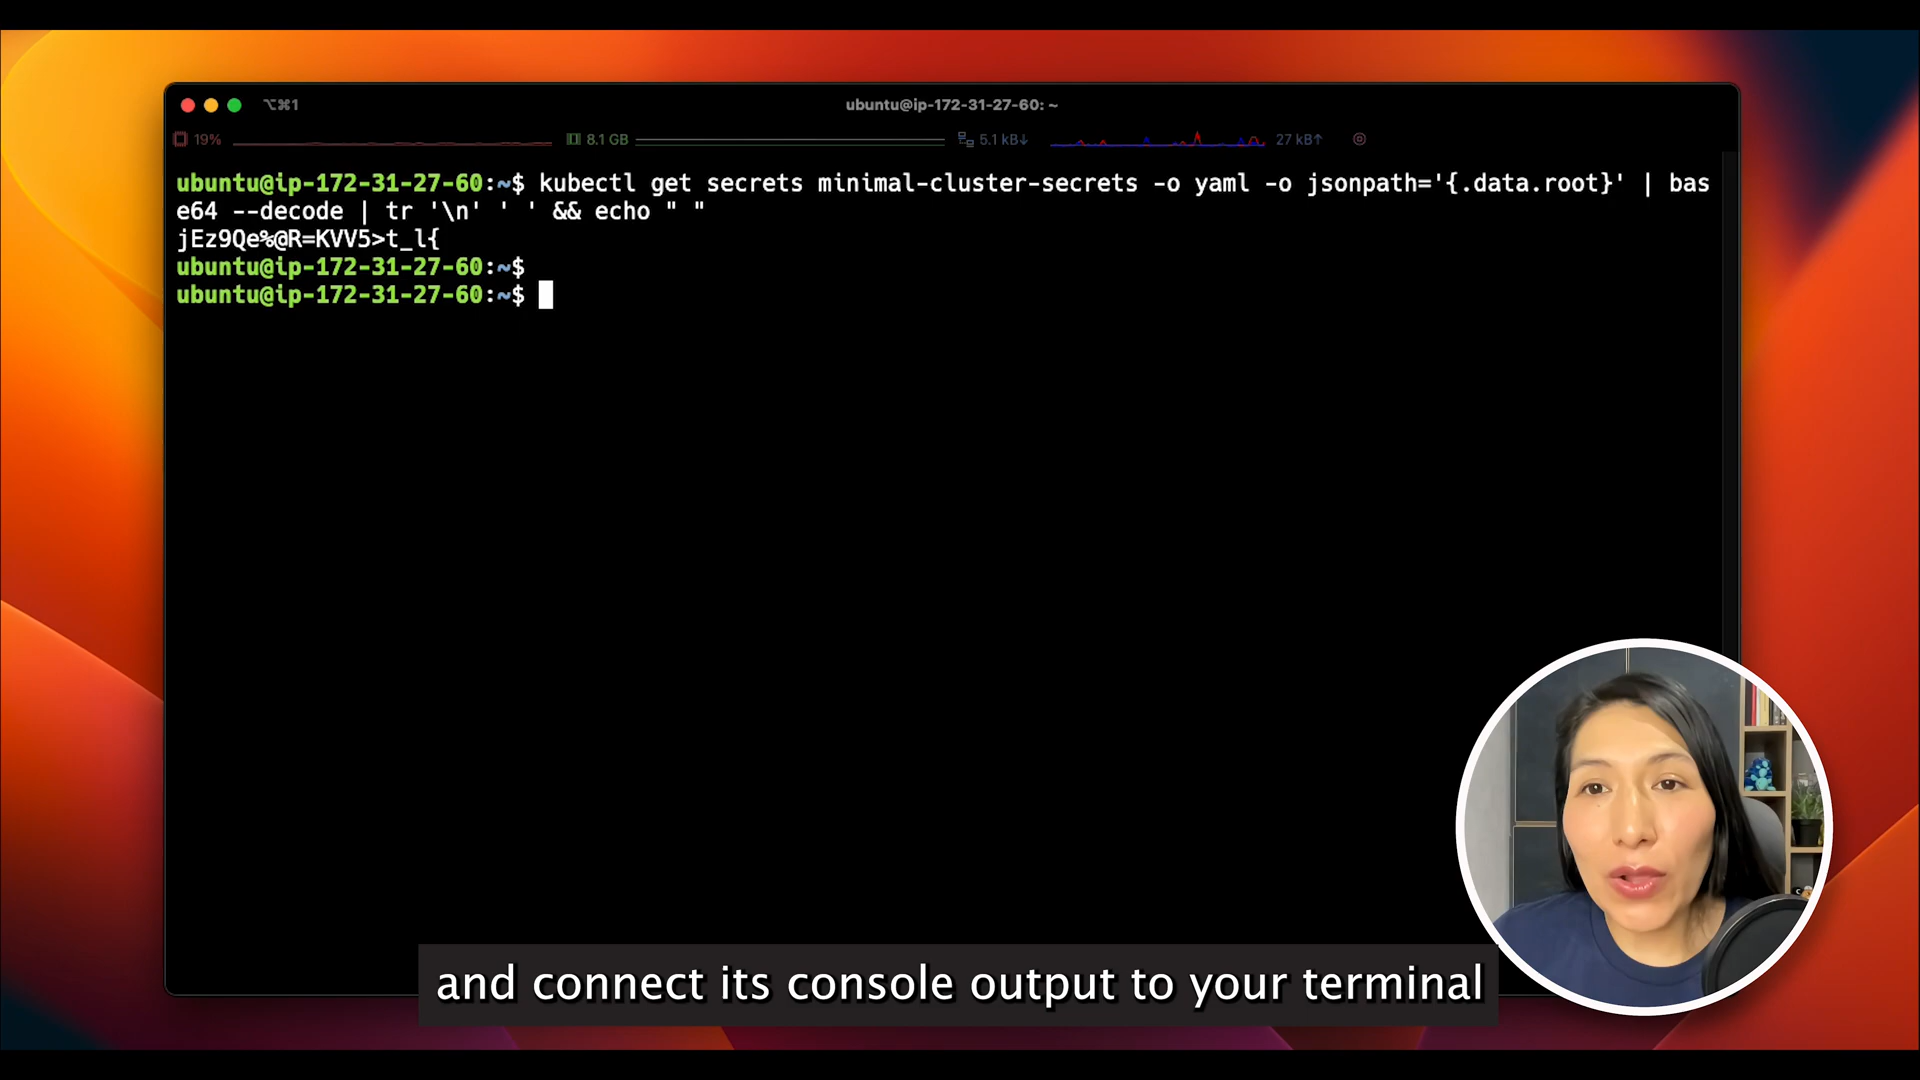 ⌥⌘1
ubuntu@ip-172-31-27-60: ~
19%
8.1 GB
5.1 kB↓
27 kB↑
ubuntu@ip-172-31-27-60:~$ kubectl get secrets minimal-cluster-secrets -o yaml -o jsonpath='{.data.root}' | bas
e64 --decode | tr '\n' ' ' && echo " "
jEz9Qe%@R=KVV5>t_l{
ubuntu@ip-172-31-27-60:~$
ubuntu@ip-172-31-27-60:~$
and connect its console output to your terminal